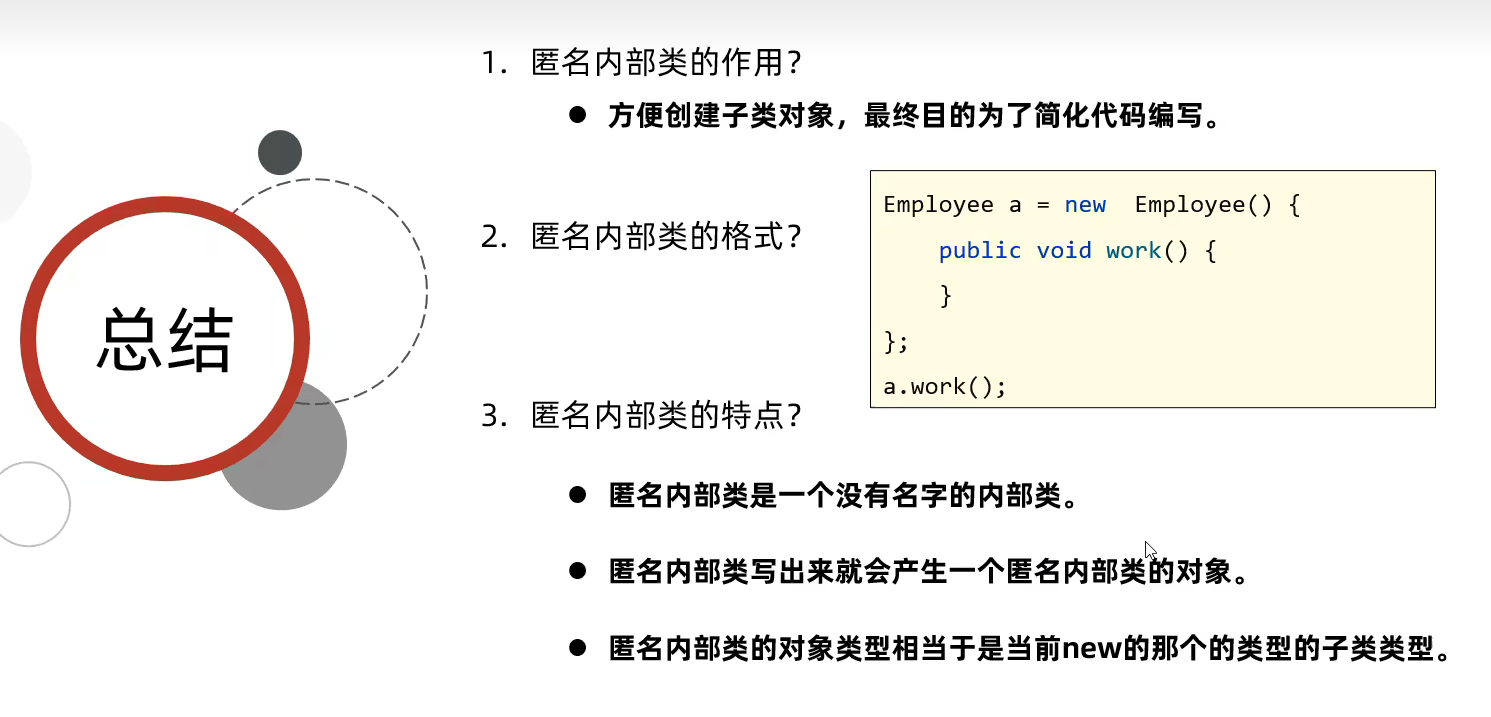 总结
1. 匿名内部类的作用？
● 方便创建子类对象，最终目的为了简化代码编写。
2. 匿名内部类的格式？
Employee a = new  Employee() {
    public void work() {
    }
};
a.work();
3. 匿名内部类的特点？
● 匿名内部类是一个没有名字的内部类。
● 匿名内部类写出来就会产生一个匿名内部类的对象。
● 匿名内部类的对象类型相当于是当前new的那个的类型的子类类型。